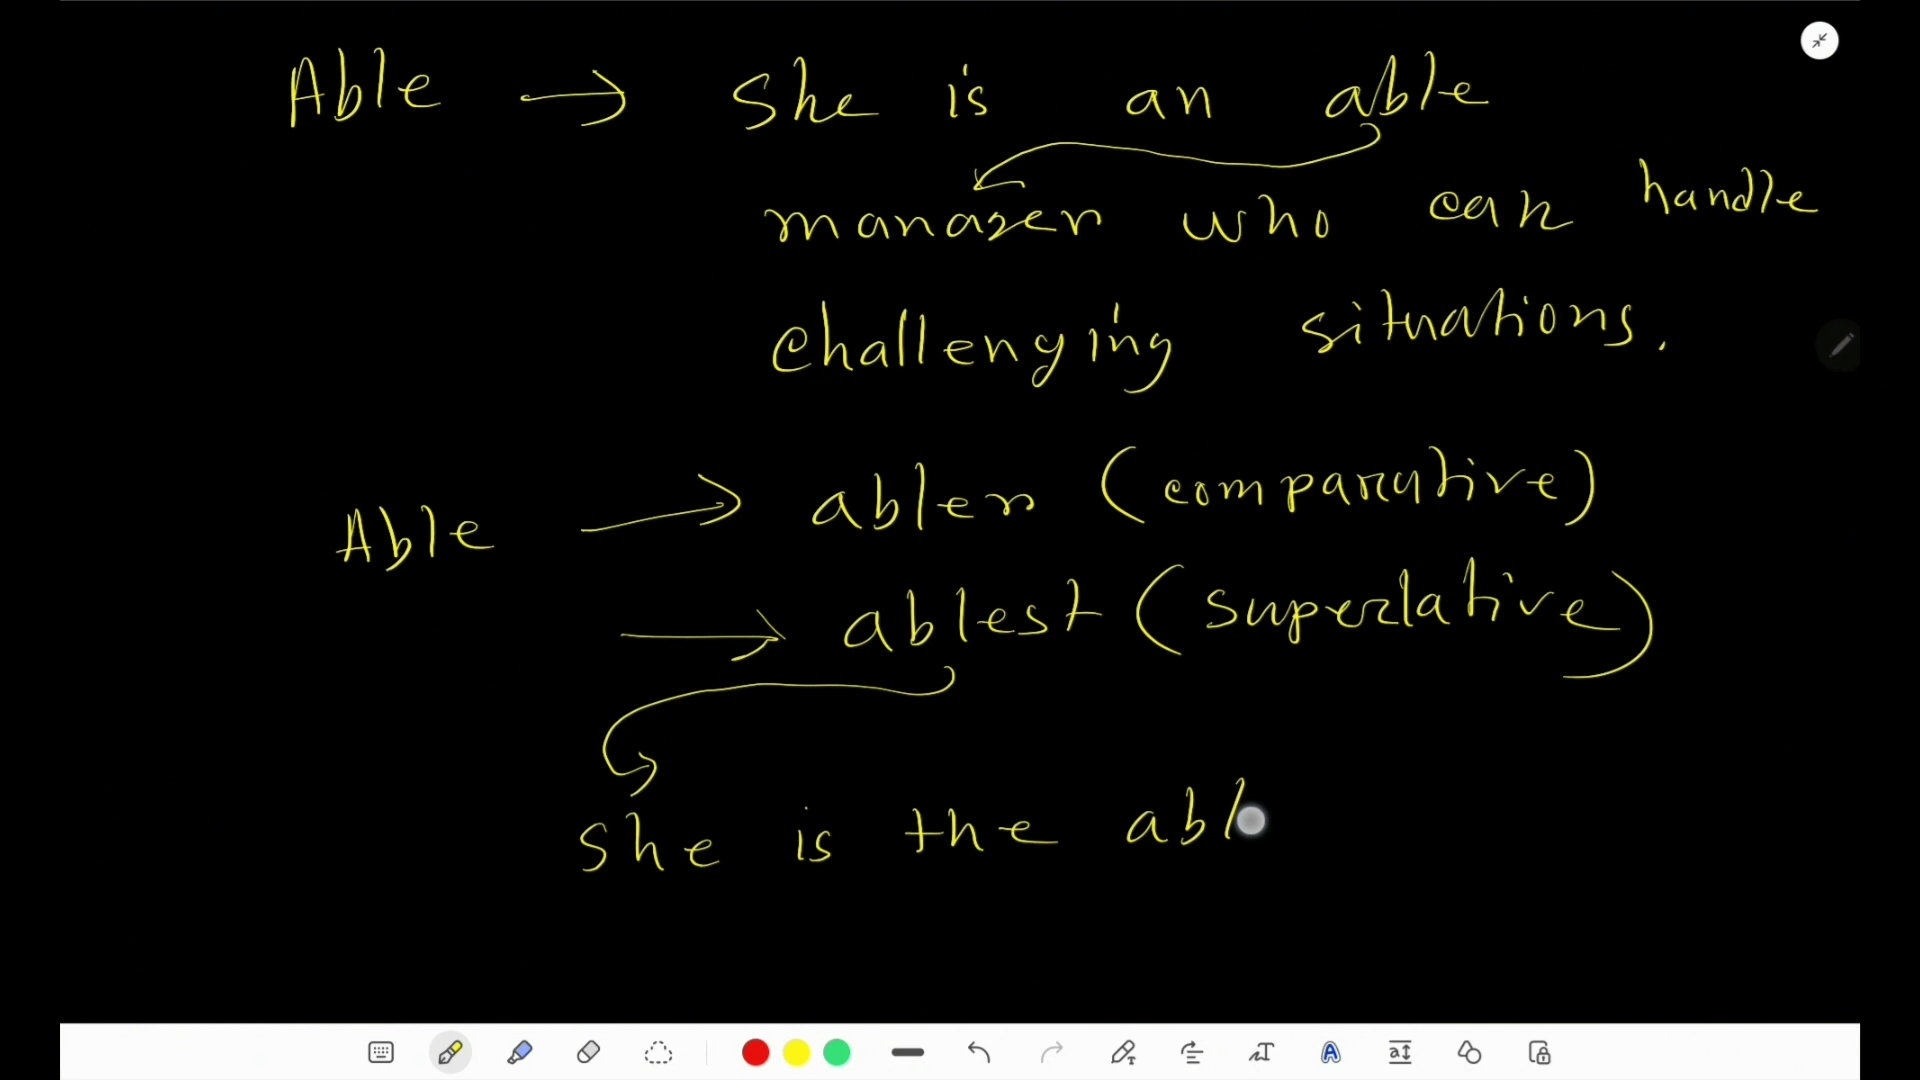 Able → She is an able
manager who can handle
challenging situations.
Able → abler (comparative)
→ ablest (superlative)
She is the abl